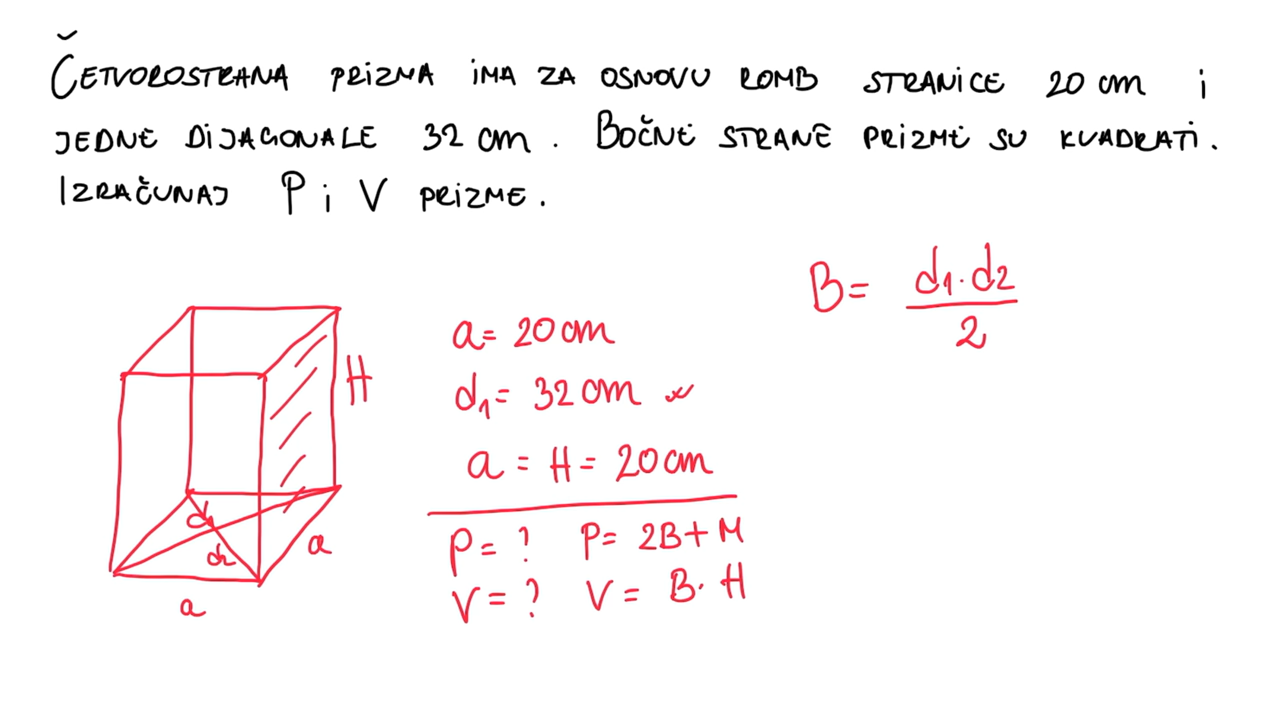 ČETVOROSTRANA PRIZMA IMA ZA OSNOVU ROMB STRANICE 20 cm i
JEDNE DIJAGONALE 32 cm. BOČNE STRANE PRIZME SU KVADRATI.
IZRAČUNAJ P i V PRIZME.
B = d1·d2 / 2
a = 20 cm
H
d1 = 32 cm
a = H = 20 cm
d1
P = ? P = 2B + M
d2
a
V = ? V = B· H
a